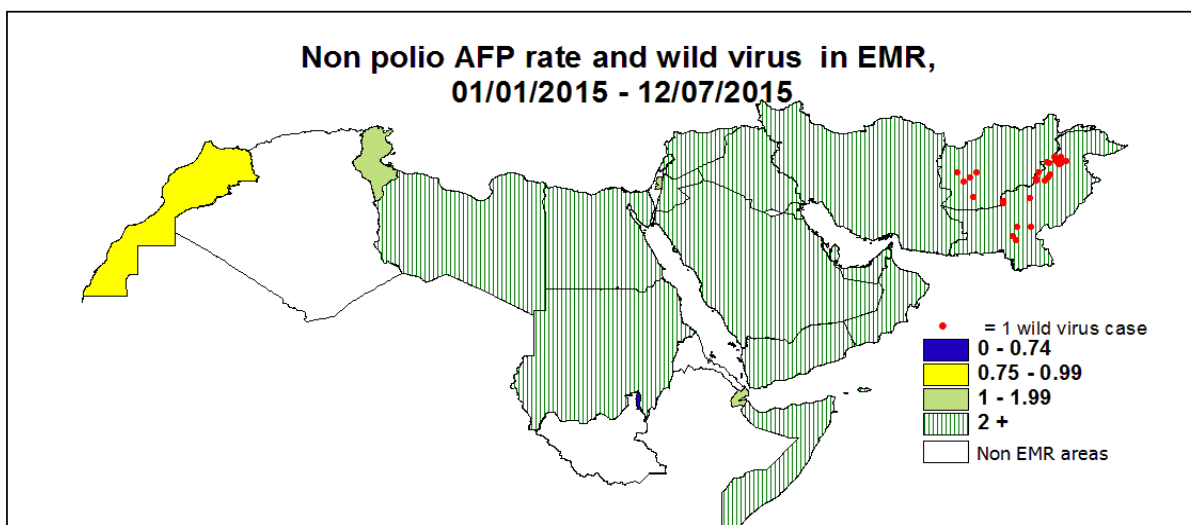 Non polio AFP rate and wild virus in EMR,
01/01/2015 - 12/07/2015
= 1 wild virus case
0 - 0.74
0.75 - 0.99
1 - 1.99
2 +
Non EMR areas